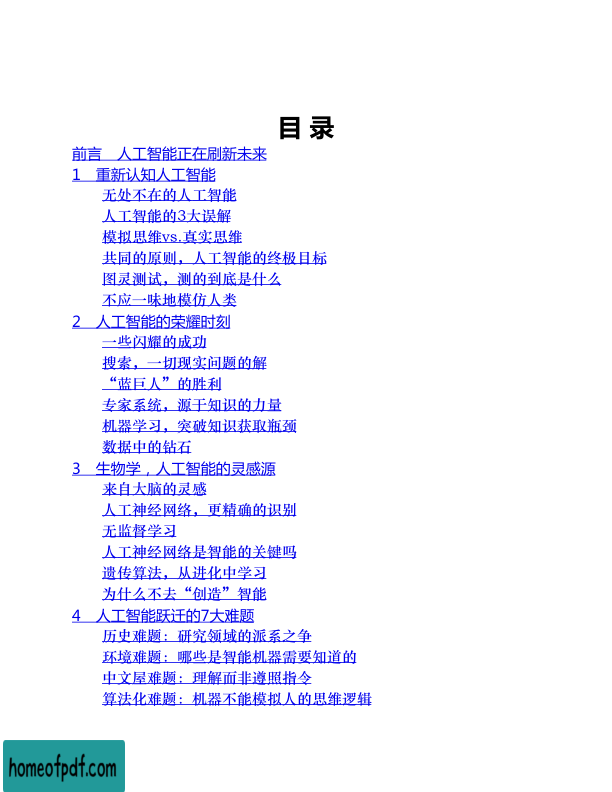 目 录
前言　人工智能正在刷新未来
1　重新认知人工智能
无处不在的人工智能
人工智能的3大误解
模拟思维vs.真实思维
共同的原则，人工智能的终极目标
图灵测试，测的到底是什么
不应一味地模仿人类
2　人工智能的荣耀时刻
一些闪耀的成功
搜索，一切现实问题的解
“蓝巨人”的胜利
专家系统，源于知识的力量
机器学习，突破知识获取瓶颈
数据中的钻石
3　生物学，人工智能的灵感源
来自大脑的灵感
人工神经网络，更精确的识别
无监督学习
人工神经网络是智能的关键吗
遗传算法，从进化中学习
为什么不去“创造”智能
4　人工智能跃迁的7大难题
历史难题：研究领域的派系之争
环境难题：哪些是智能机器需要知道的
中文屋难题：理解而非遵照指令
算法化难题：机器不能模拟人的思维逻辑
homeofpdf.com